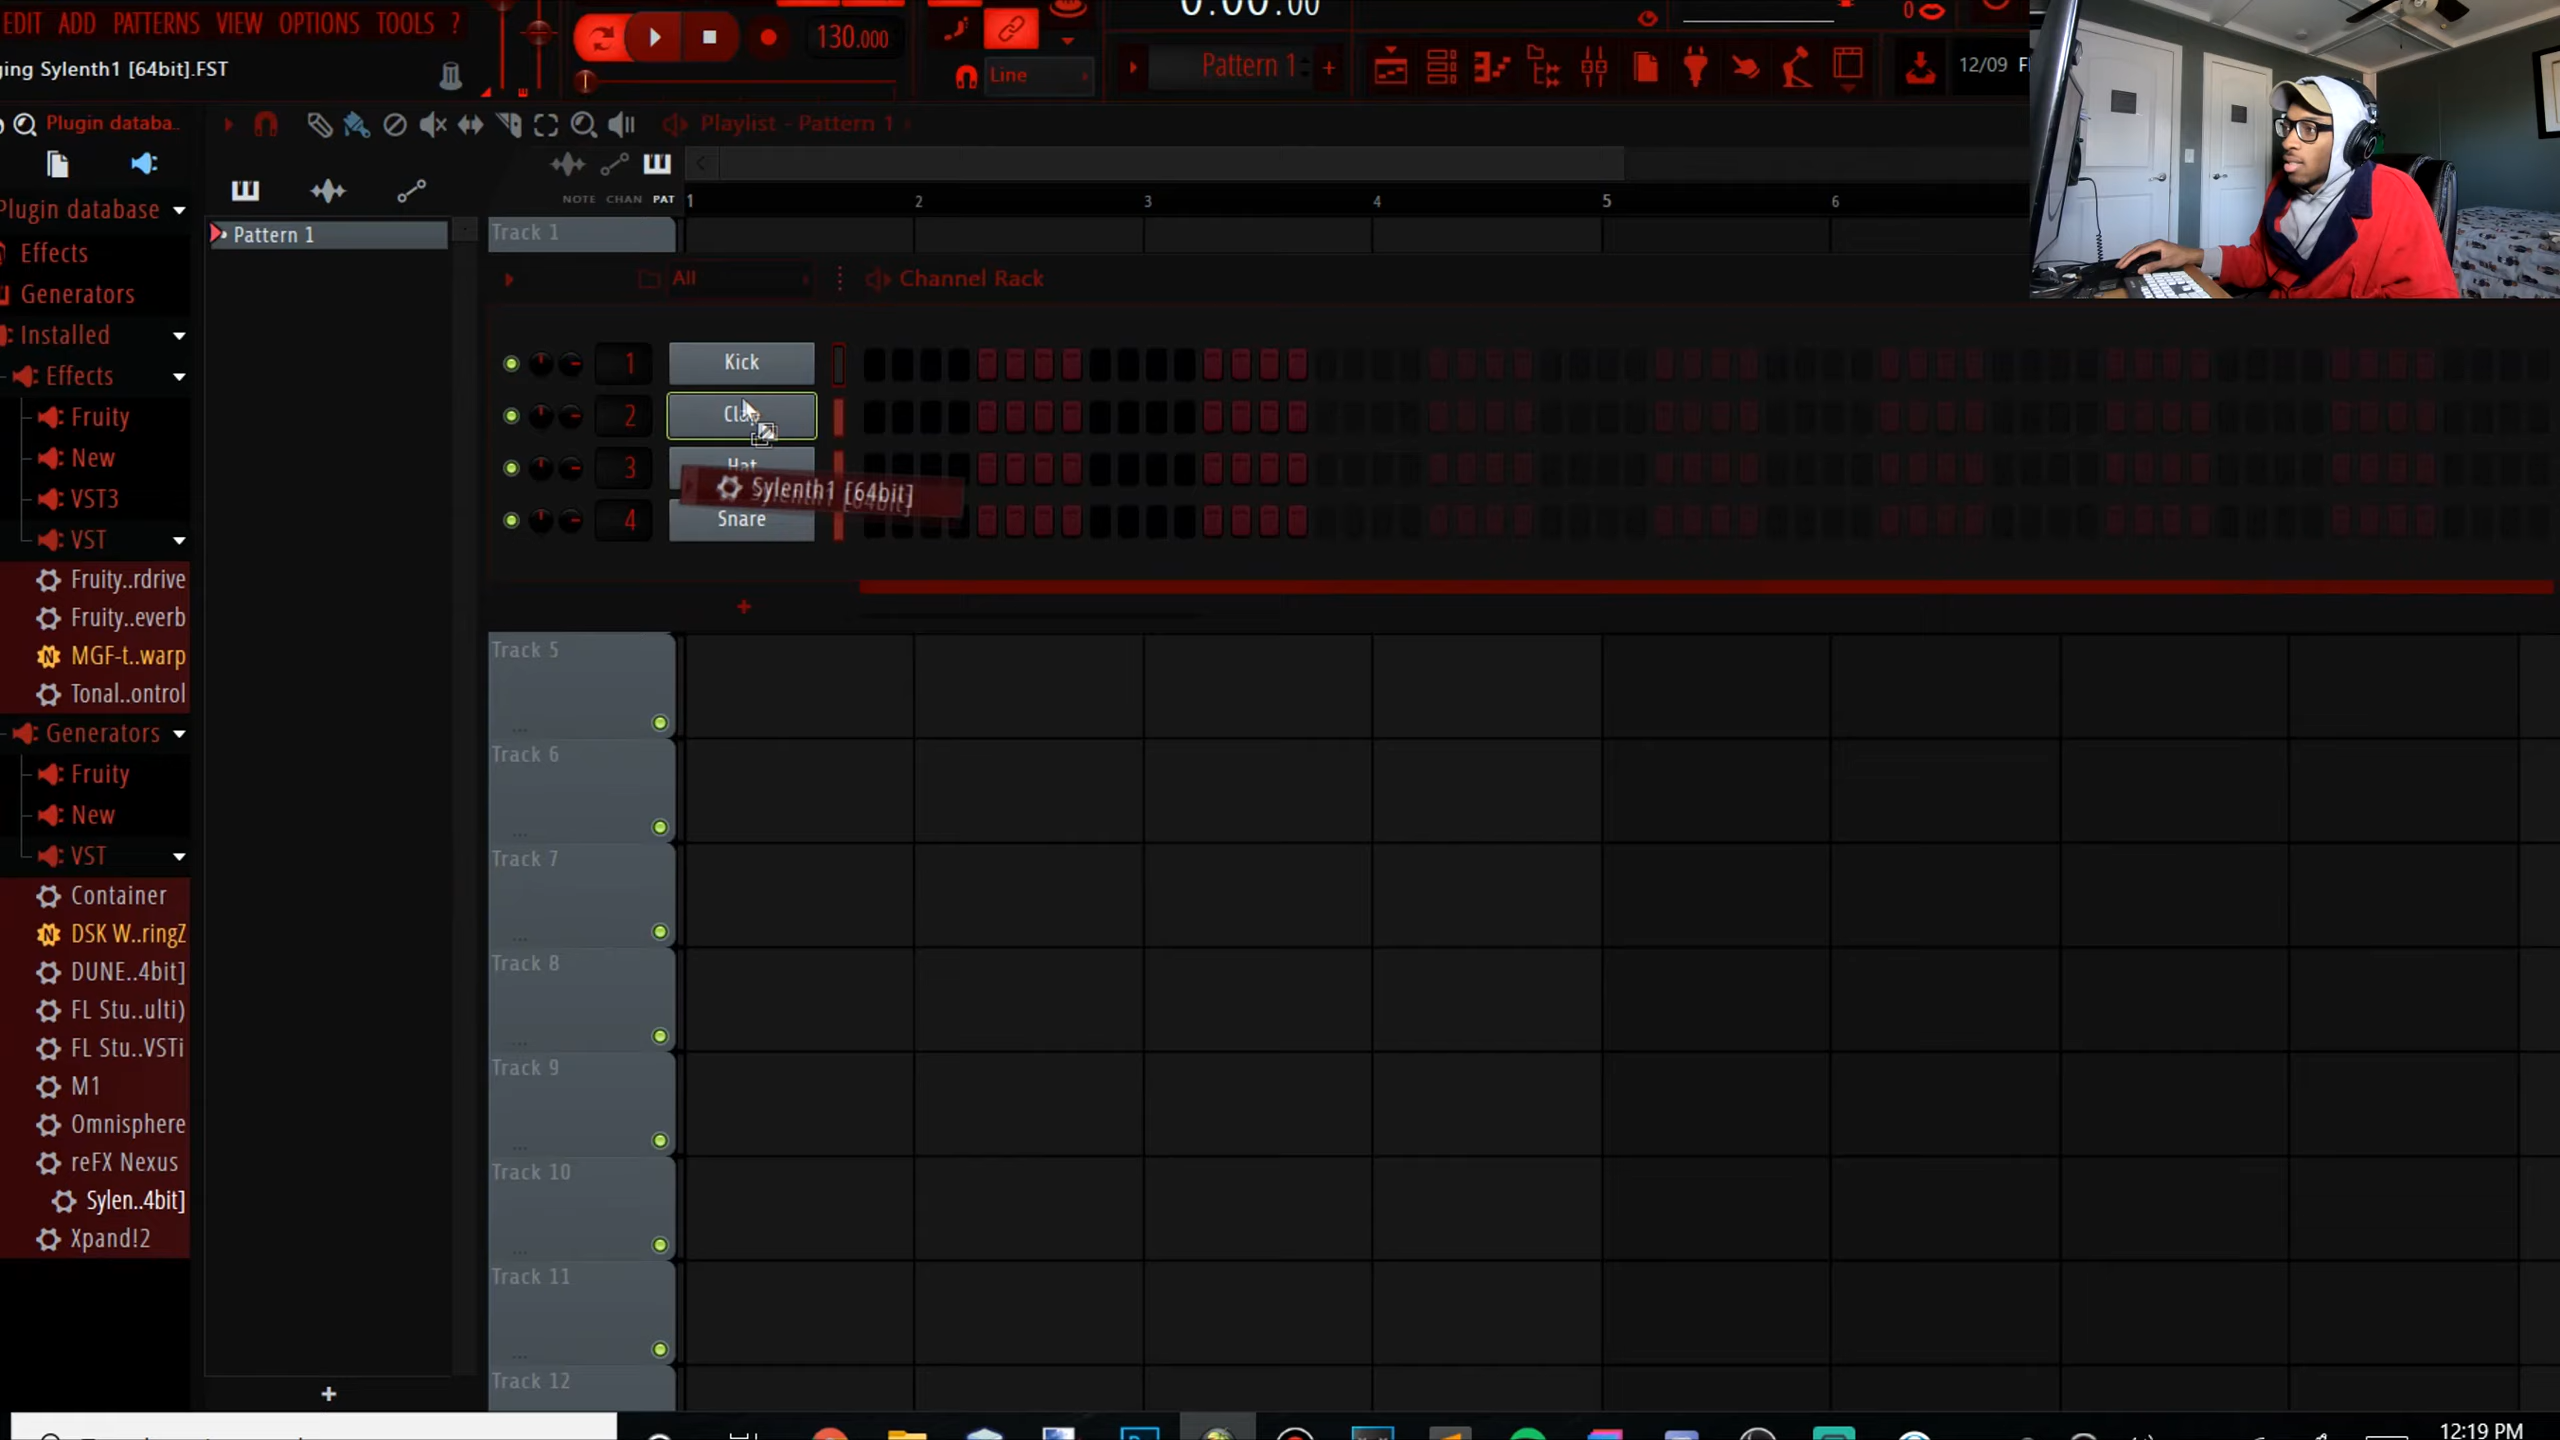 EDIT ADD PATTERNS VIEW OPTIONS TOOLS ?
130.000
0:00:00
ging Sylenth1 [64bit].FST
Line
Pattern 1
+
12/09
Plugin databa..
Playlist - Pattern 1
NOTE CHAN PAT
1 2 3 4 5 6
Plugin database
Effects
Generators
Installed
Effects
Fruity
New
VST3
VST
Fruity..rdrive
Fruity..everb
MGF-t..warp
Tonal..ontrol
Generators
Fruity
New
VST
Container
DSK W..ringZ
DUNE..4bit]
FL Stu..ulti)
FL Stu..VSTi
M1
Omnisphere
reFX Nexus
Sylen..4bit]
Xpand!2
Pattern 1
+
Track 1
All
Channel Rack
1 Kick
2
3 Hat
Sylenth1 [64bit]
4 Snare
+
Track 5
Track 6
Track 7
Track 8
Track 9
Track 10
Track 11
Track 12
12:19 PM